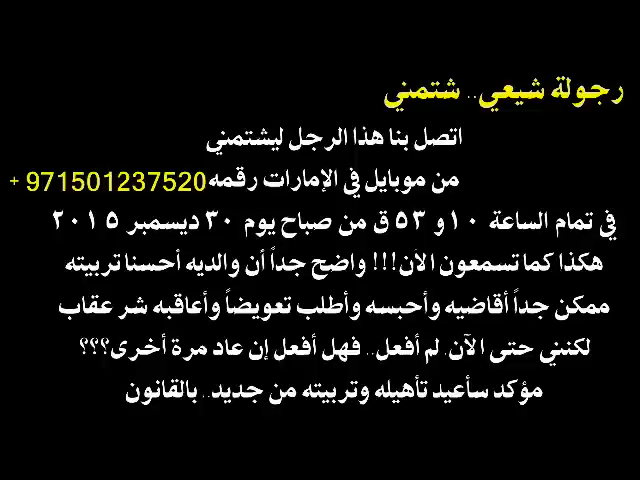 رجولة شيعي.. شتمني
اتصل بنا هذا الرجل ليشتمني
من موبايل في الإمارات رقمه 971501237520 +
في تمام الساعة ١٠ و ٥٣ ق من صباح يوم ٣٠ ديسمبر ٢٠١٥
هكذا كما تسمعون الآن!!! واضح جداً أن والديه أحسنا تربيته
ممكن جداً أقاضيه وأحبسه وأطلب تعويضاً وأعاقبه شر عقاب
لكنني حتى الآن لم أفعل.. فهل أفعل إن عاد مرة أخرى؟؟؟
مؤكد سأعيد تأهيله وتربيته من جديد.. بالقانون